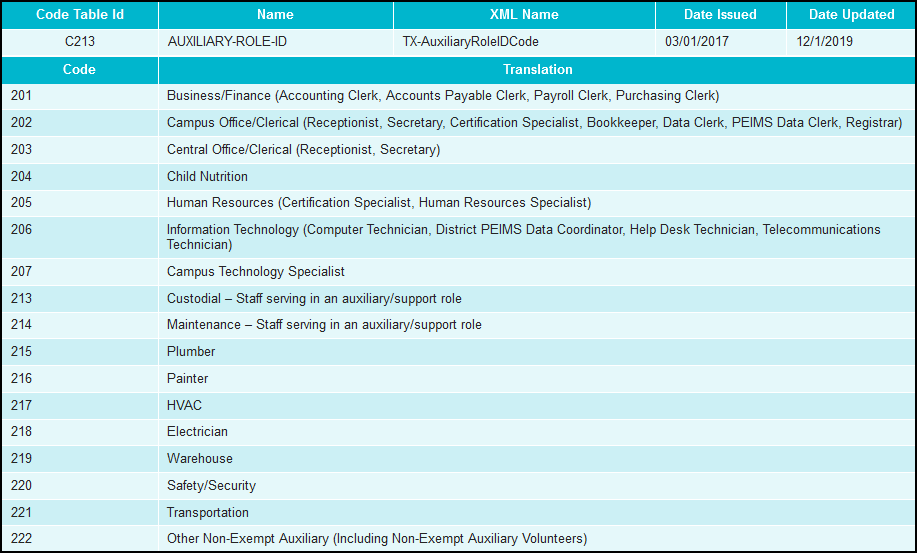 Code Table Id Name XML Name Date Issued Date Updated
C213 AUXILIARY-ROLE-ID TX-AuxiliaryRoleIDCode 03/01/2017 12/1/2019
Code Translation
201 Business/Finance (Accounting Clerk, Accounts Payable Clerk, Payroll Clerk, Purchasing Clerk)
202 Campus Office/Clerical (Receptionist, Secretary, Certification Specialist, Bookkeeper, Data Clerk, PEIMS Data Clerk, Registrar)
203 Central Office/Clerical (Receptionist, Secretary)
204 Child Nutrition
205 Human Resources (Certification Specialist, Human Resources Specialist)
206 Information Technology (Computer Technician, District PEIMS Data Coordinator, Help Desk Technician, Telecommunications
Technician)
207 Campus Technology Specialist
213 Custodial – Staff serving in an auxiliary/support role
214 Maintenance – Staff serving in an auxiliary/support role
215 Plumber
216 Painter
217 HVAC
218 Electrician
219 Warehouse
220 Safety/Security
221 Transportation
222 Other Non-Exempt Auxiliary (Including Non-Exempt Auxiliary Volunteers)